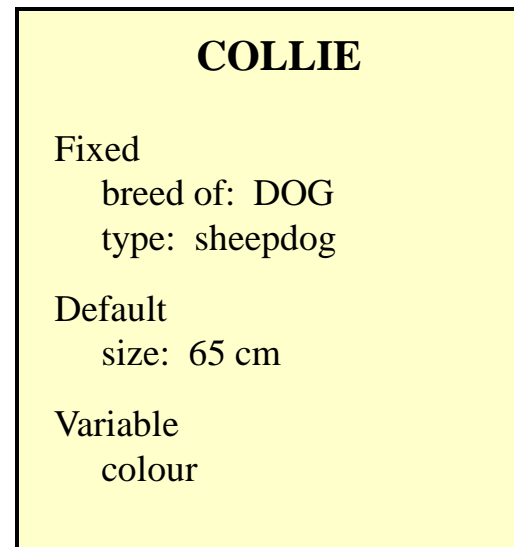 COLLIE
Fixed
breed of: DOG
type: sheepdog
Default
size: 65 cm
Variable
colour